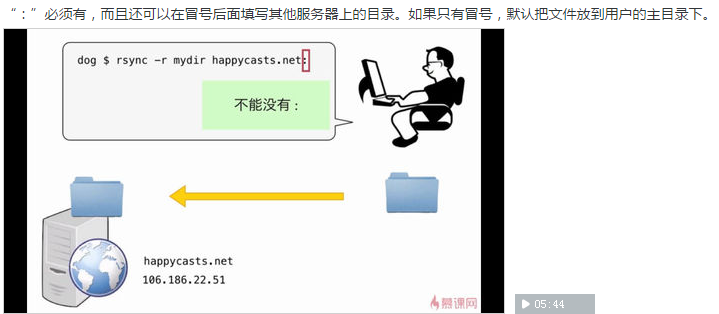 “：”必须有，而且还可以在冒号后面填写其他服务器上的目录。如果只有冒号，默认把文件放到用户的主目录下。
dog $ rsync -r mydir happycasts.net:
不能没有：
happycasts.net
106.186.22.51
慕课网
05:44